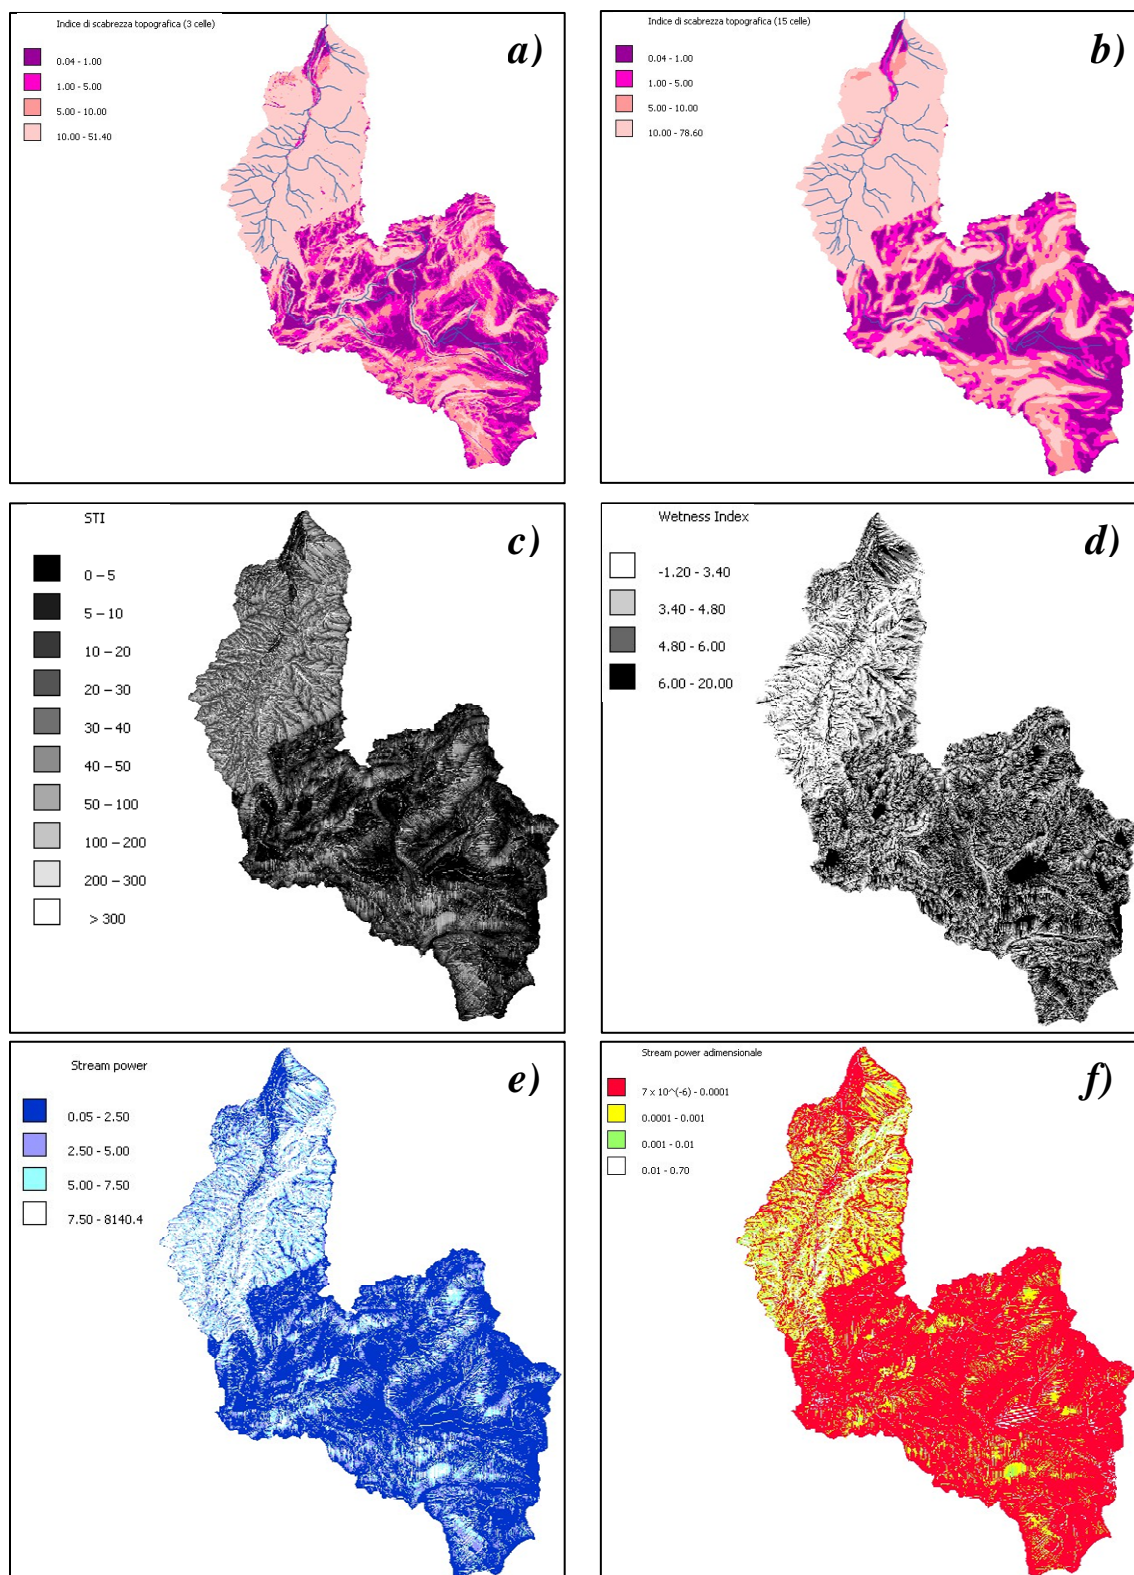 Indice di scabrezza topografica (3 celle)
a)
0.04 - 1.00
1.00 - 5.00
5.00 - 10.00
10.00 - 51.40
Indice di scabrezza topografica (15 celle)
b)
0.04 - 1.00
1.00 - 5.00
5.00 - 10.00
10.00 - 78.60
STI
c)
0 – 5
5 – 10
10 – 20
20 – 30
30 – 40
40 – 50
50 – 100
100 – 200
200 – 300
> 300
Wetness Index
d)
-1.20 - 3.40
3.40 - 4.80
4.80 - 6.00
6.00 - 20.00
Stream power
e)
0.05 - 2.50
2.50 - 5.00
5.00 - 7.50
7.50 - 8140.4
Stream power adimensionale
f)
7 x 10^(-6) - 0.0001
0.0001 - 0.001
0.001 - 0.01
0.01 - 0.70